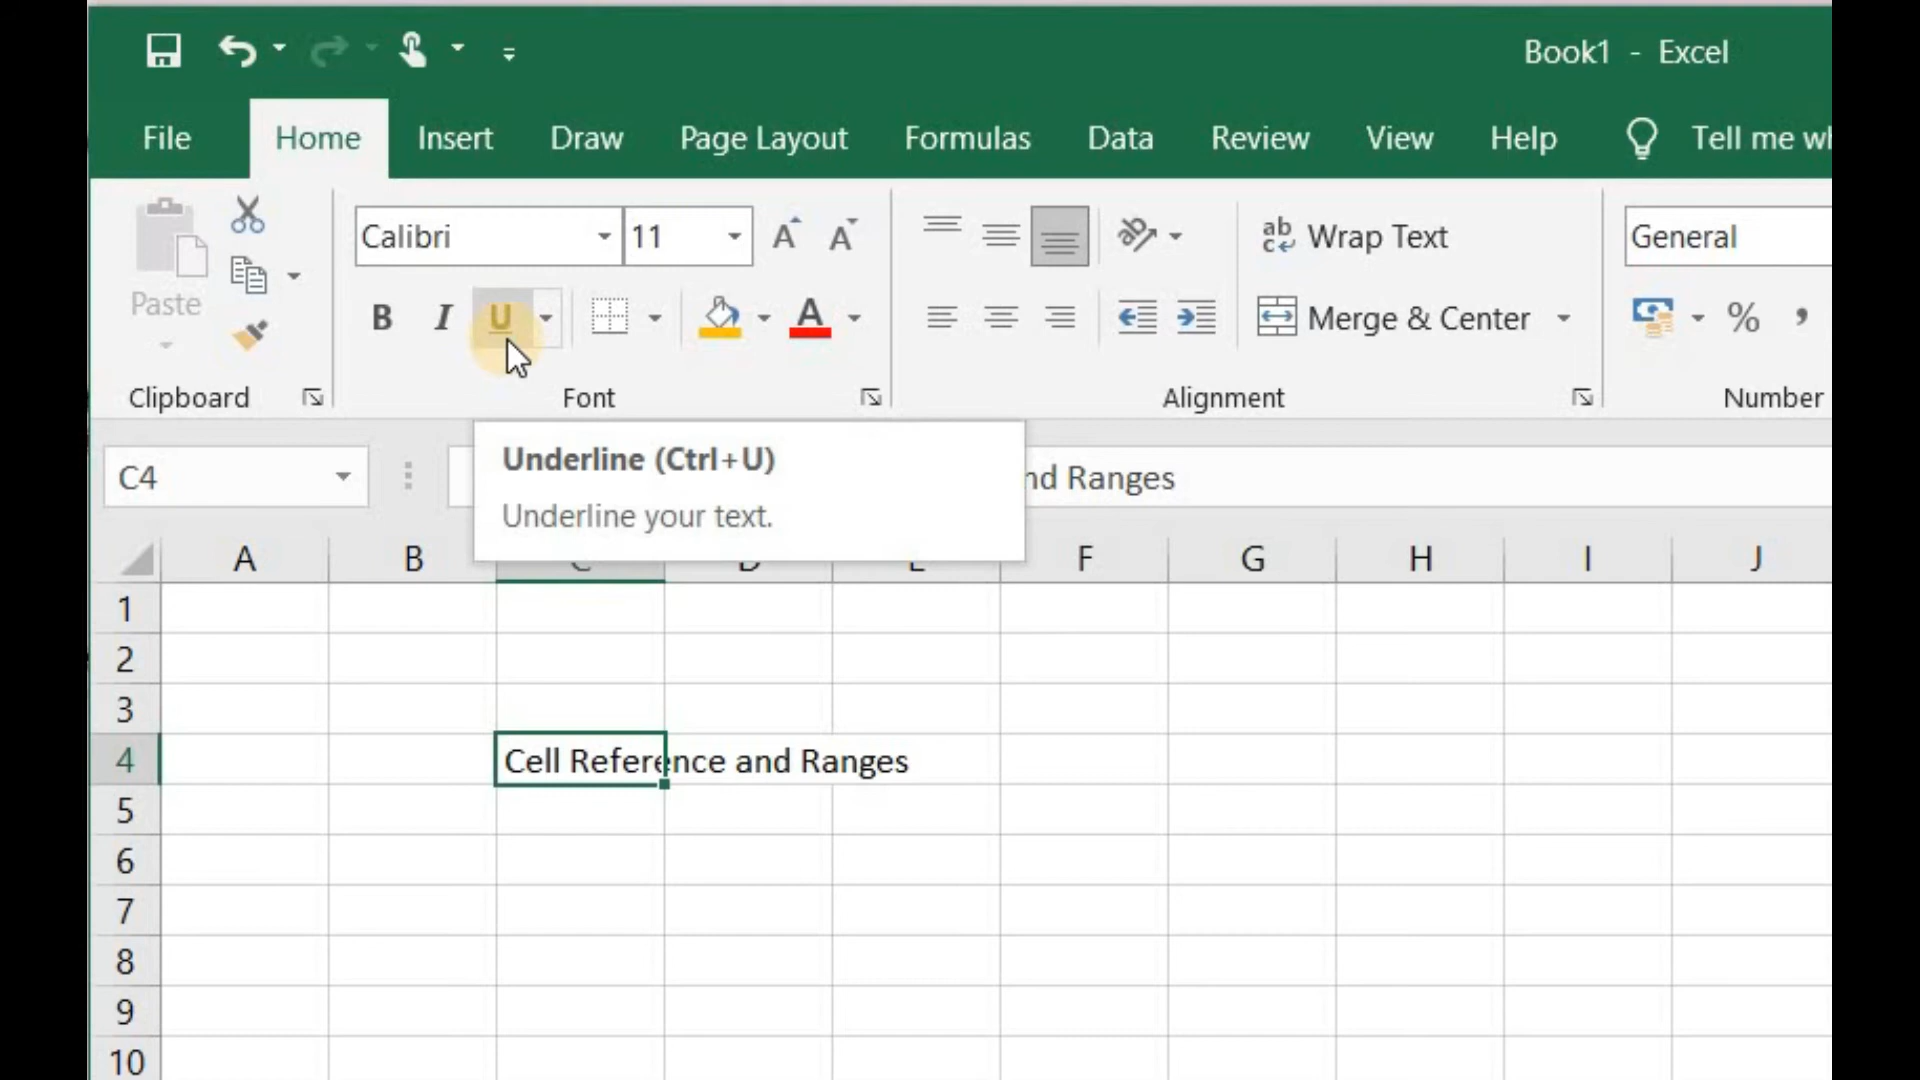 Book1 - Excel
File Home Insert Draw Page Layout Formulas Data Review View Help Tell me wh
Calibri 11 A A ab c Wrap Text General
Paste B I U A Merge & Center % ,
Clipboard Font Alignment Number
C4 nd Ranges
Underline (Ctrl+U)
Underline your text.
A B C D E F G H I J
1
2
3
4 Cell Reference and Ranges
5
6
7
8
9
10